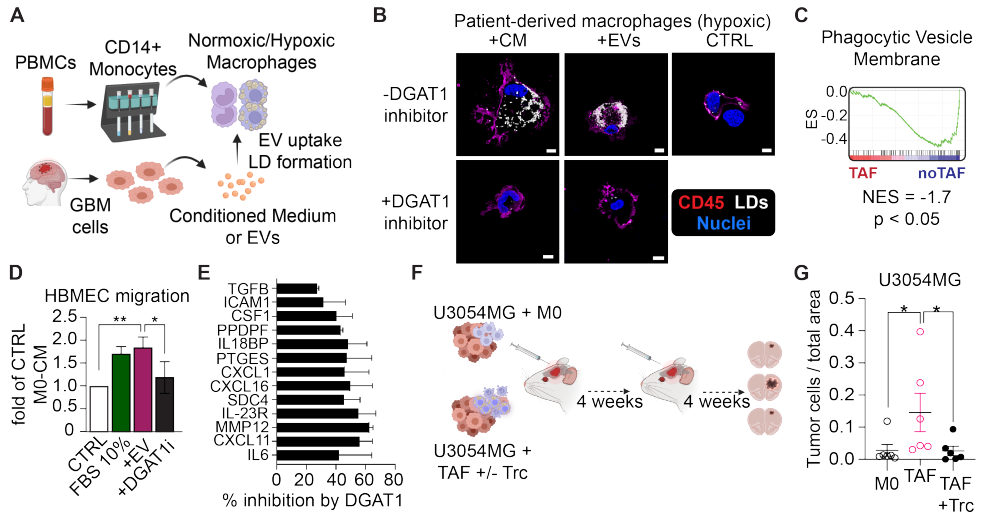 A
PBMCs
CD14+
Monocytes
Normoxic/Hypoxic
Macrophages
EV uptake
LD formation
GBM
cells
Conditioned Medium
or EVs
B
Patient-derived macrophages (hypoxic)
+CM
+EVs
CTRL
-DGAT1
inhibitor
+DGAT1
inhibitor
CD45 LDs
Nuclei
C
Phagocytic Vesicle
Membrane
ES
0.0
-0.4
TAF
noTAF
NES = -1.7
p < 0.05
D
HBMEC migration
fold of CTRL
M0-CM
2.5
2.0
1.5
1.0
0.5
0
**
*
CTRL
FBS 10%
+EV
+DGAT1i
E
TGFB
ICAM1
CSF1
PPDPF
IL18BP
PTGES
CXCL1
CXCL16
SDC4
IL-23R
MMP12
CXCL11
IL6
0
20
40
60
80
% inhibition by DGAT1
F
U3054MG + M0
U3054MG +
TAF +/- Trc
4 weeks
4 weeks
G
U3054MG
Tumor cells / total area
0.5
0.4
0.3
0.2
0.1
0.0
*
*
M0
TAF
TAF
+Trc